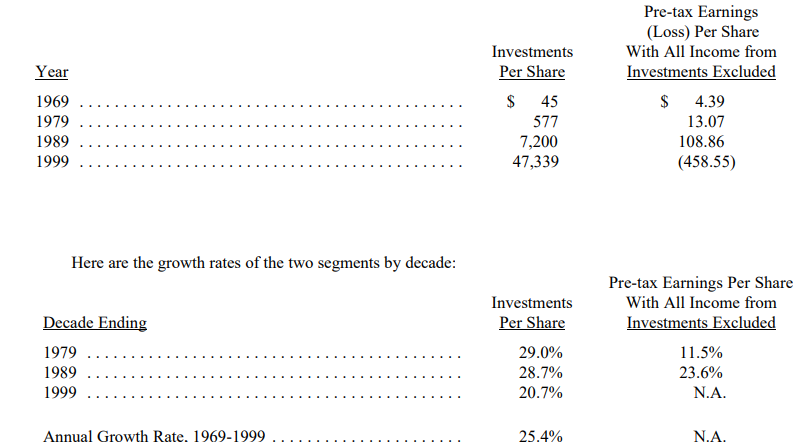 Pre-tax Earnings
(Loss) Per Share
Investments With All Income from
Year Per Share Investments Excluded
1969 . . . . . . . . . . . . . . . . . . . . . . . . . . . . . . . . . . . . . . . . . . . . $ 45 $ 4.39
1979 . . . . . . . . . . . . . . . . . . . . . . . . . . . . . . . . . . . . . . . . . . . . 577 13.07
1989 . . . . . . . . . . . . . . . . . . . . . . . . . . . . . . . . . . . . . . . . . . . . 7,200 108.86
1999 . . . . . . . . . . . . . . . . . . . . . . . . . . . . . . . . . . . . . . . . . . . . 47,339 (458.55)
Here are the growth rates of the two segments by decade:
Pre-tax Earnings Per Share
Investments With All Income from
Decade Ending Per Share Investments Excluded
1979 . . . . . . . . . . . . . . . . . . . . . . . . . . . . . . . . . . . . . . . . . . . 29.0% 11.5%
1989 . . . . . . . . . . . . . . . . . . . . . . . . . . . . . . . . . . . . . . . . . . . 28.7% 23.6%
1999 . . . . . . . . . . . . . . . . . . . . . . . . . . . . . . . . . . . . . . . . . . . 20.7% N.A.
Annual Growth Rate, 1969-1999 . . . . . . . . . . . . . . . . . . . . . . 25.4% N.A.